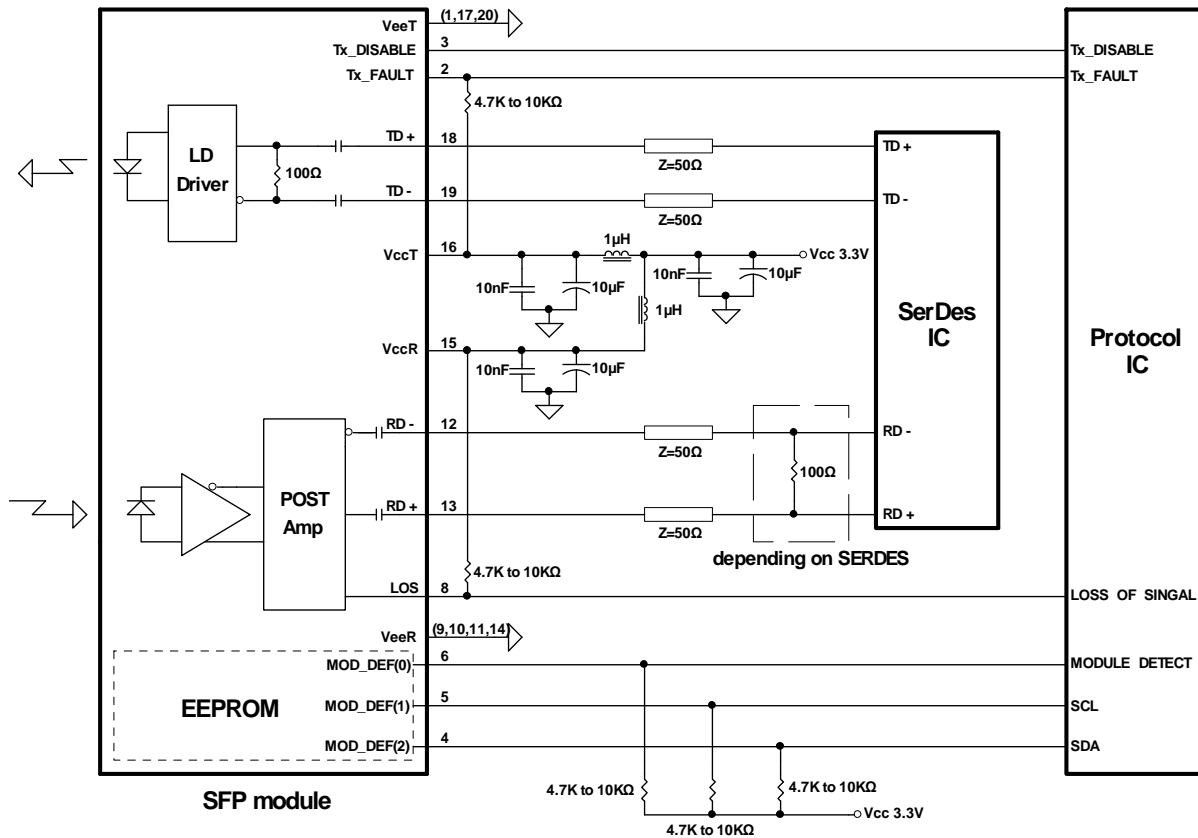 VeeT (1,17,20)
Tx_DISABLE 3 Tx_DISABLE
Tx_FAULT 2 Tx_FAULT
4.7K to 10KΩ
LD
Driver
100Ω
TD + 18 Z=50Ω TD +
TD - 19 Z=50Ω TD -
VccT 16 1µH Vcc 3.3V
10nF 10µF 10nF 10µF
1µH
SerDes
IC
Protocol
IC
VccR 15
10nF 10µF
RD - 12 Z=50Ω RD -
100Ω
POST
Amp
RD + 13 Z=50Ω RD +
depending on SERDES
4.7K to 10KΩ
LOS 8 LOSS OF SINGAL
VeeR (9,10,11,14)
MOD_DEF(0) 6 MODULE DETECT
EEPROM
MOD_DEF(1) 5 SCL
MOD_DEF(2) 4 SDA
4.7K to 10KΩ 4.7K to 10KΩ
SFP module
Vcc 3.3V
4.7K to 10KΩ